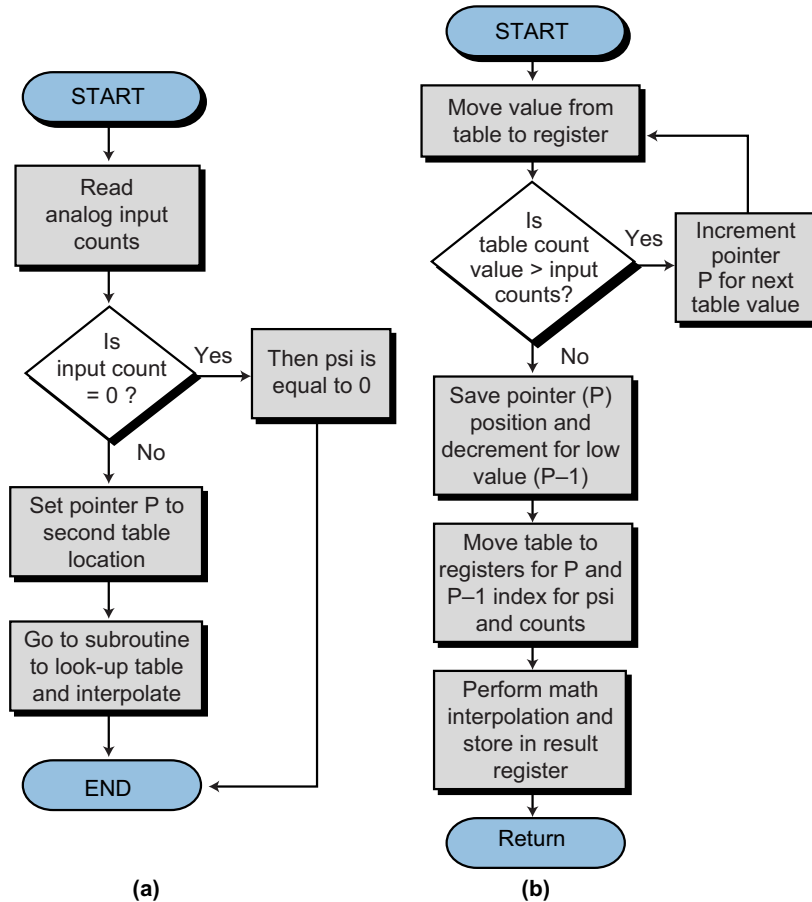 START
Read
analog input
counts
Is
input count
= 0 ?
Yes
Then psi is
equal to 0
No
Set pointer P to
second table
location
Go to subroutine
to look-up table
and interpolate
END
(a)
START
Move value from
table to register
Is
table count
value > input
counts?
Yes
Increment
pointer
P for next
table value
No
Save pointer (P)
position and
decrement for low
value (P–1)
Move table to
registers for P and
P–1 index for psi
and counts
Perform math
interpolation and
store in result
register
Return
(b)